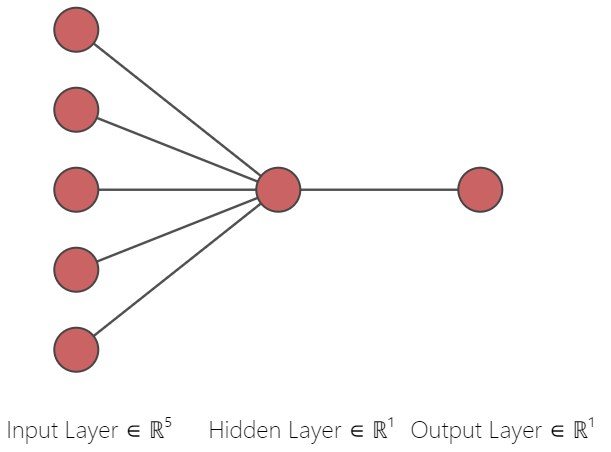 Input Layer ∈ ℝ⁵ Hidden Layer ∈ ℝ¹ Output Layer ∈ ℝ¹